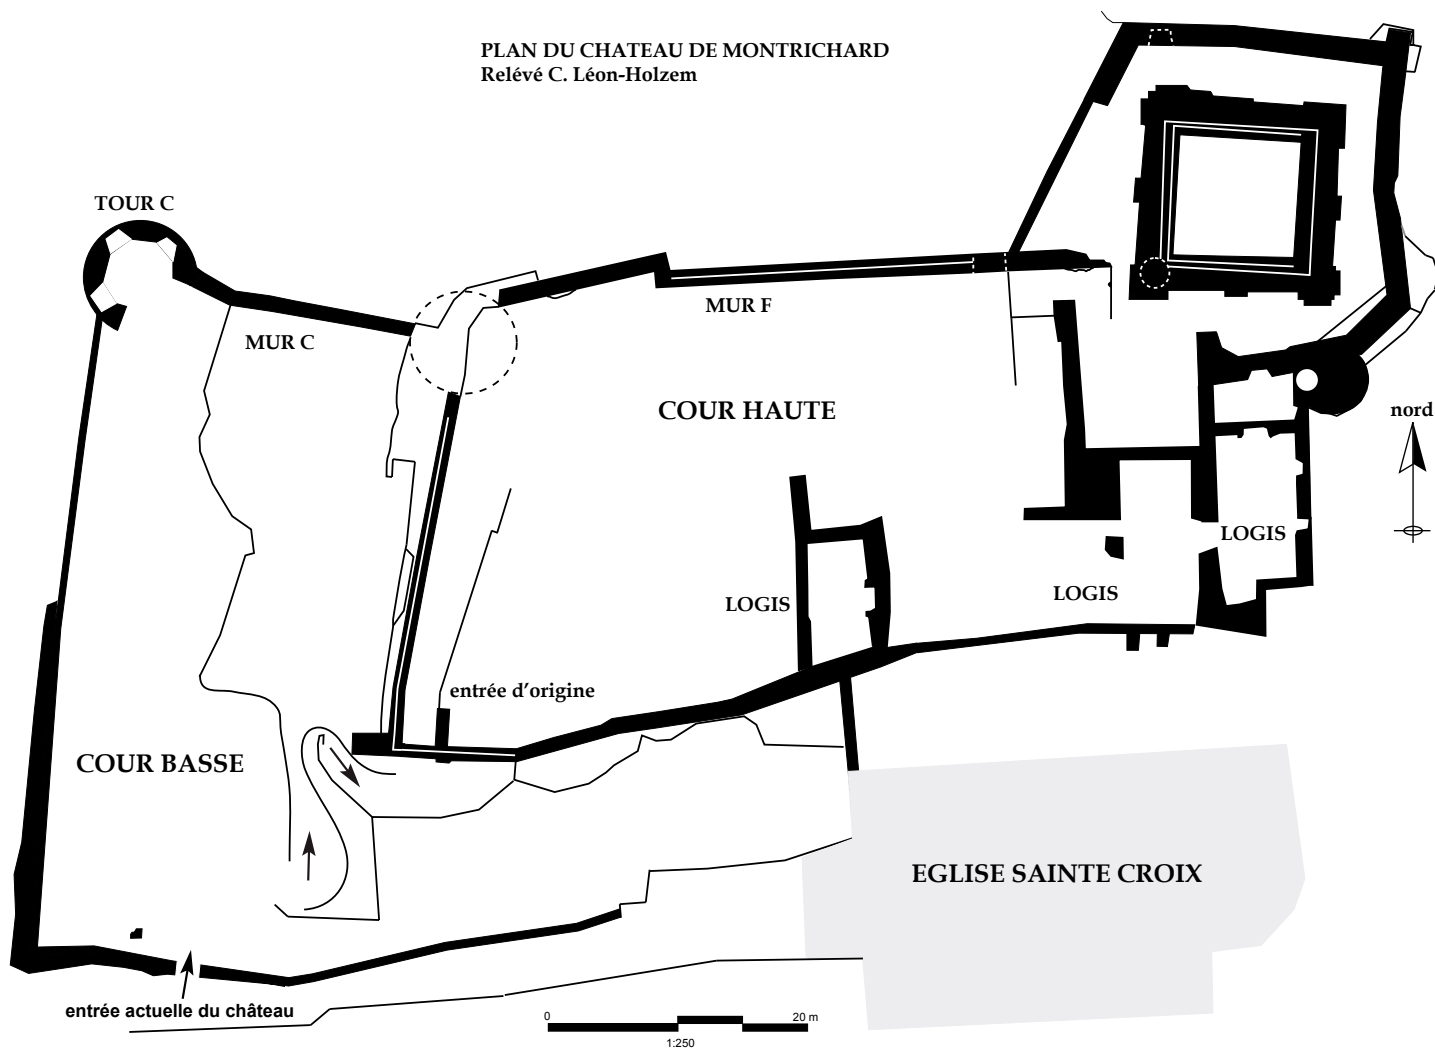 PLAN DU CHATEAU DE MONTRICHARD
Relévé C. Léon-Holzem
TOUR C
MUR C
MUR F
COUR HAUTE
nord
LOGIS
LOGIS
LOGIS
entrée d'origine
COUR BASSE
EGLISE SAINTE CROIX
entrée actuelle du château
0
20 m
1:250